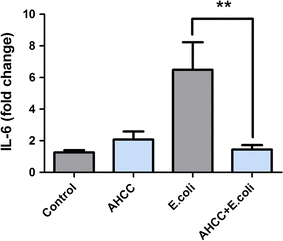 **
IL-6 (fold change)
10
8
6
4
2
0
Control
AHCC
E.coli
AHCC+E.coli